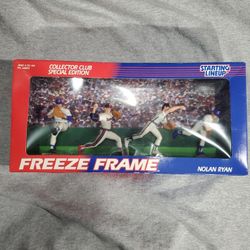 COLLECTOR CLUB
SPECIAL EDITION
STARTING
LINEUP
FREEZE FRAME
NOLAN RYAN